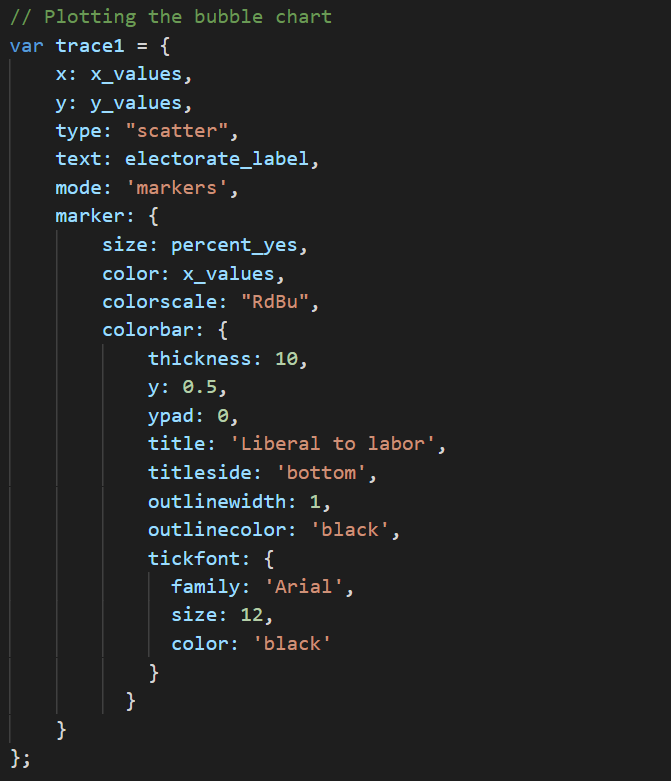 // Plotting the bubble chart
var trace1 = {
    x: x_values,
    y: y_values,
    type: "scatter",
    text: electorate_label,
    mode: 'markers',
    marker: {
        size: percent_yes,
        color: x_values,
        colorscale: "RdBu",
        colorbar: {
            thickness: 10,
            y: 0.5,
            ypad: 0,
            title: 'Liberal to labor',
            titleside: 'bottom',
            outlinewidth: 1,
            outlinecolor: 'black',
            tickfont: {
              family: 'Arial',
              size: 12,
              color: 'black'
            }
          }
    }
};